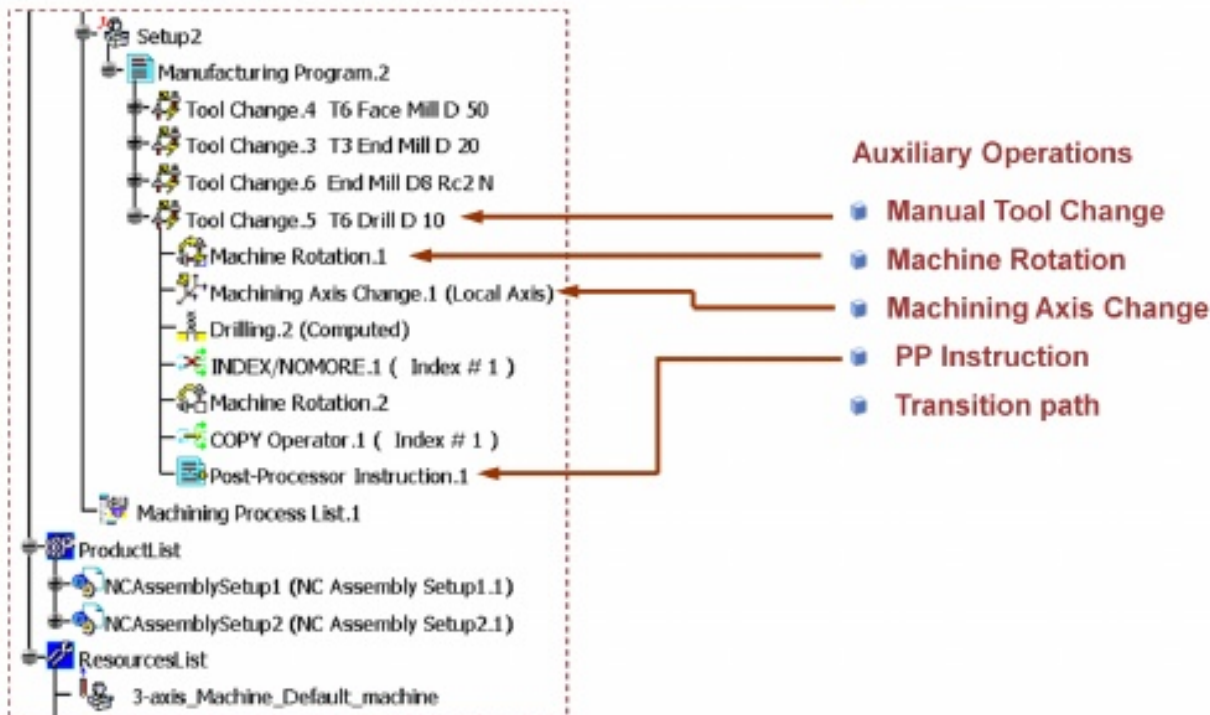 Setup2
Manufacturing Program.2
Tool Change.4 T6 Face Mill D 50
Tool Change.3 T3 End Mill D 20
Tool Change.6 End Mill D8 Rc2 N
Tool Change.5 T6 Drill D 10
Machine Rotation.1
Machining Axis Change.1 (Local Axis)
Drilling.2 (Computed)
INDEX/NOMORE.1 ( Index # 1 )
Machine Rotation.2
COPY Operator.1 ( Index # 1 )
Post-Processor Instruction.1
Machining Process List.1
ProductList
NCAssemblySetup1 (NC Assembly Setup1.1)
NCAssemblySetup2 (NC Assembly Setup2.1)
ResourcesList
3-axis_Machine_Default_machine
Auxiliary Operations
Manual Tool Change
Machine Rotation
Machining Axis Change
PP Instruction
Transition path